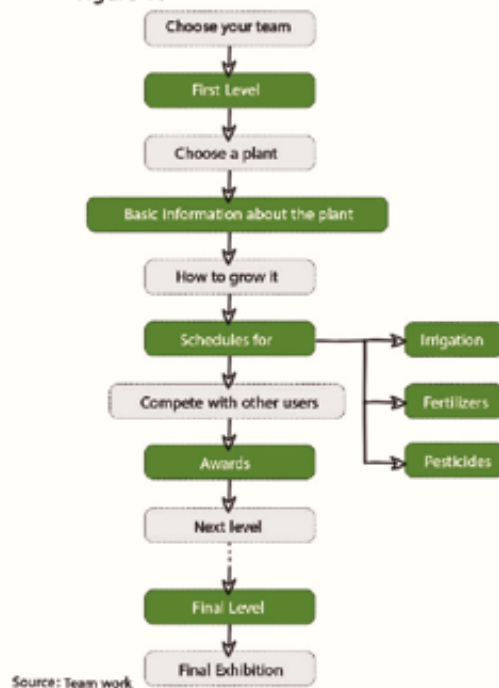 Choose your team
First Level
Choose a plant
Basic Information about the plant
How to grow it
Schedules for
Irrigation
Compete with other users
Fertilizers
Awards
Pesticides
Next level
Final Level
Final Exhibition
Source: Team work